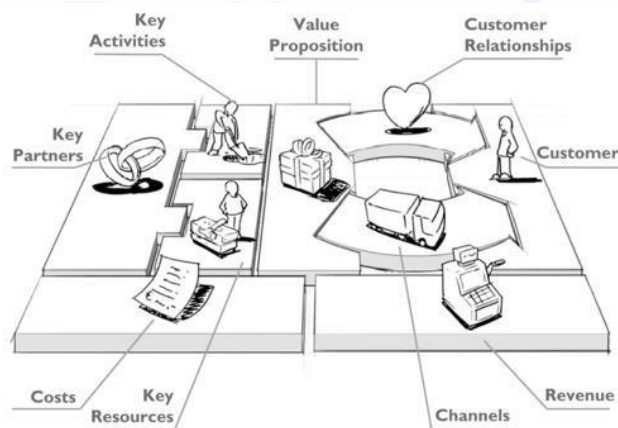 Key
Activities
Value
Proposition
Customer
Relationships
Key
Partners
Customer
Costs
Key
Resources
Channels
Revenue